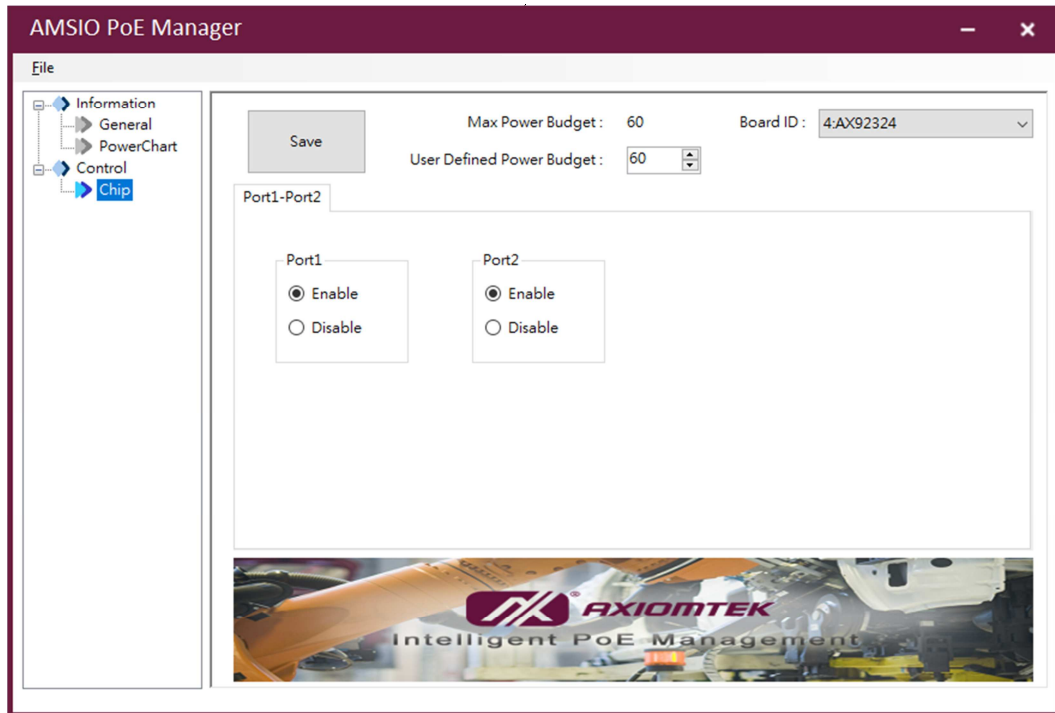 AMSIO PoE Manager
File
Information
General
PowerChart
Control
Chip
Save
Max Power Budget : 60
Board ID : 4:AX92324
User Defined Power Budget : 60
Port1-Port2
Port1
Enable
Disable
Port2
Enable
Disable
AXIOMTEK
Intelligent PoE Management